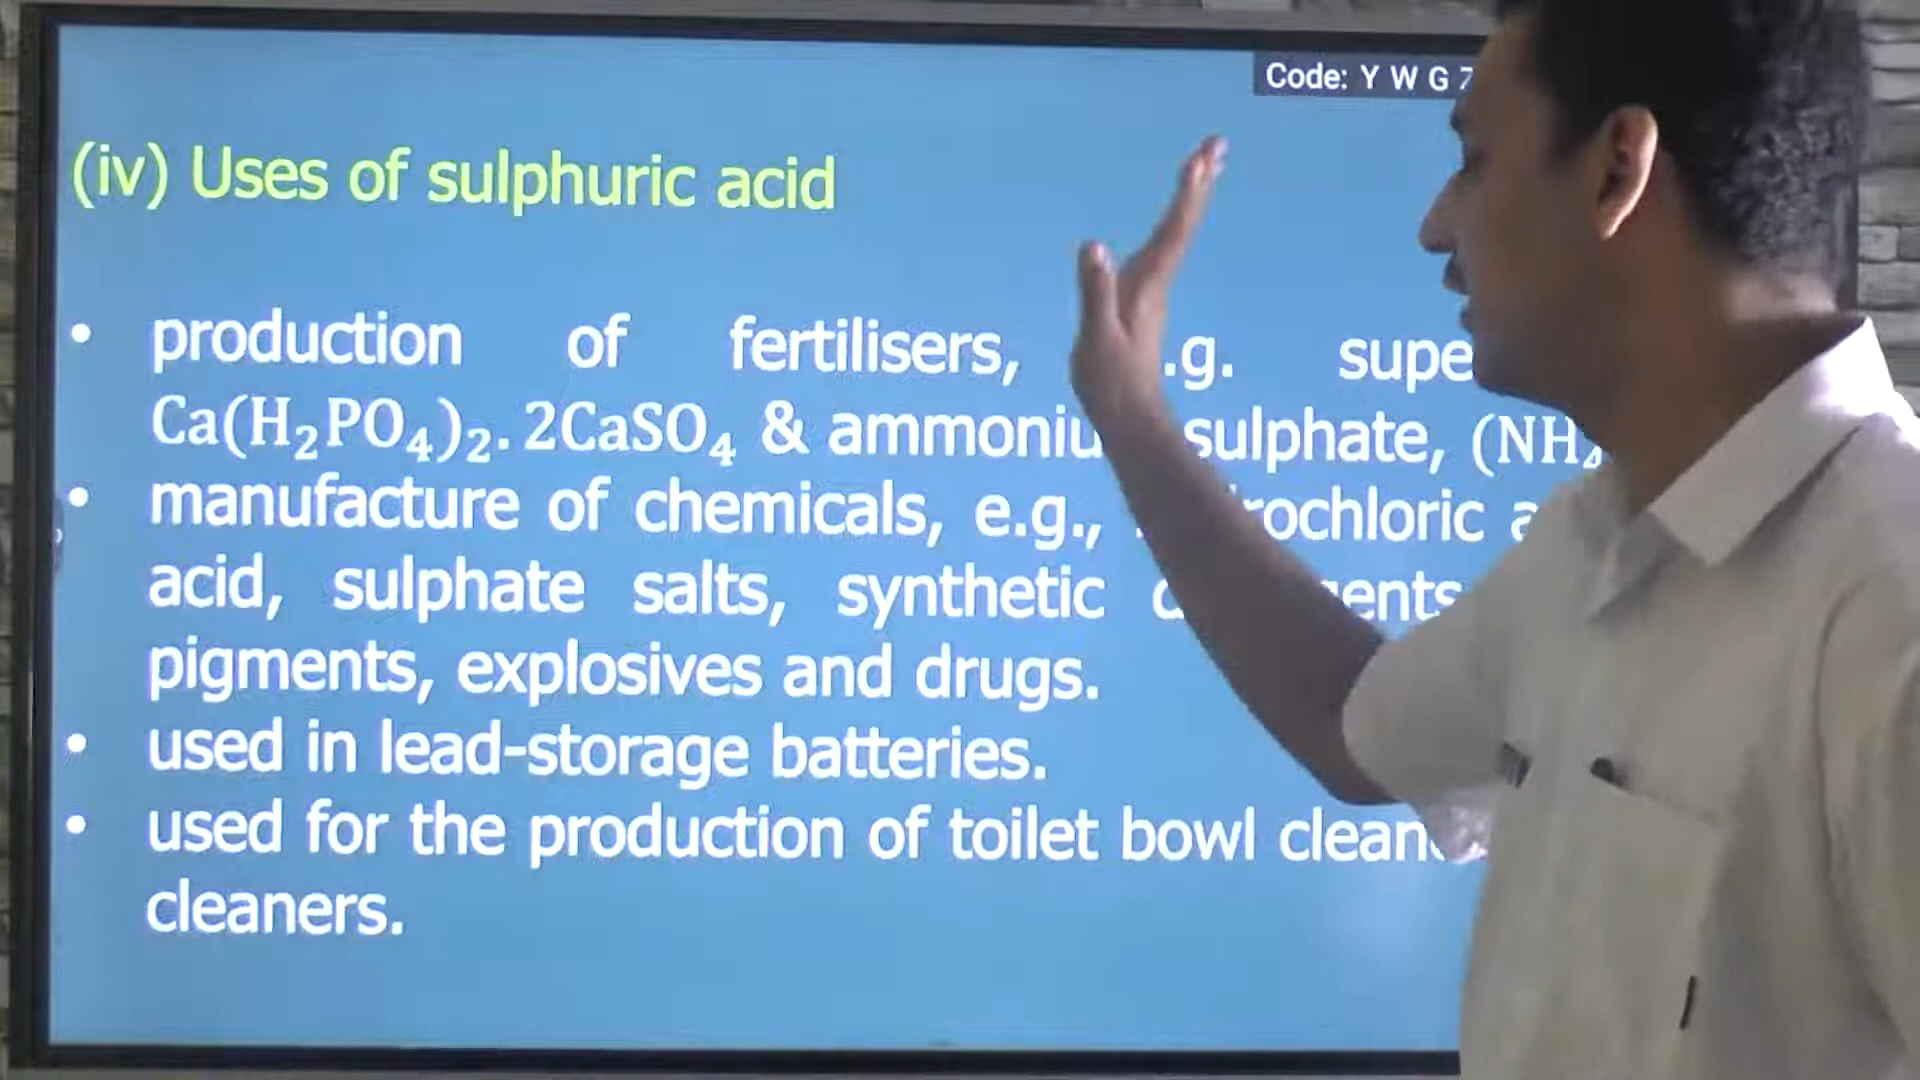 Code: Y W G 7
(iv) Uses of sulphuric acid
• production of fertilisers, .g. supe
Ca(H₂PO₄)₂. 2CaSO₄ & ammoniu sulphate, (NH₄
• manufacture of chemicals, e.g., rochloric a
acid, sulphate salts, synthetic gents
pigments, explosives and drugs.
• used in lead-storage batteries.
• used for the production of toilet bowl clean
cleaners.